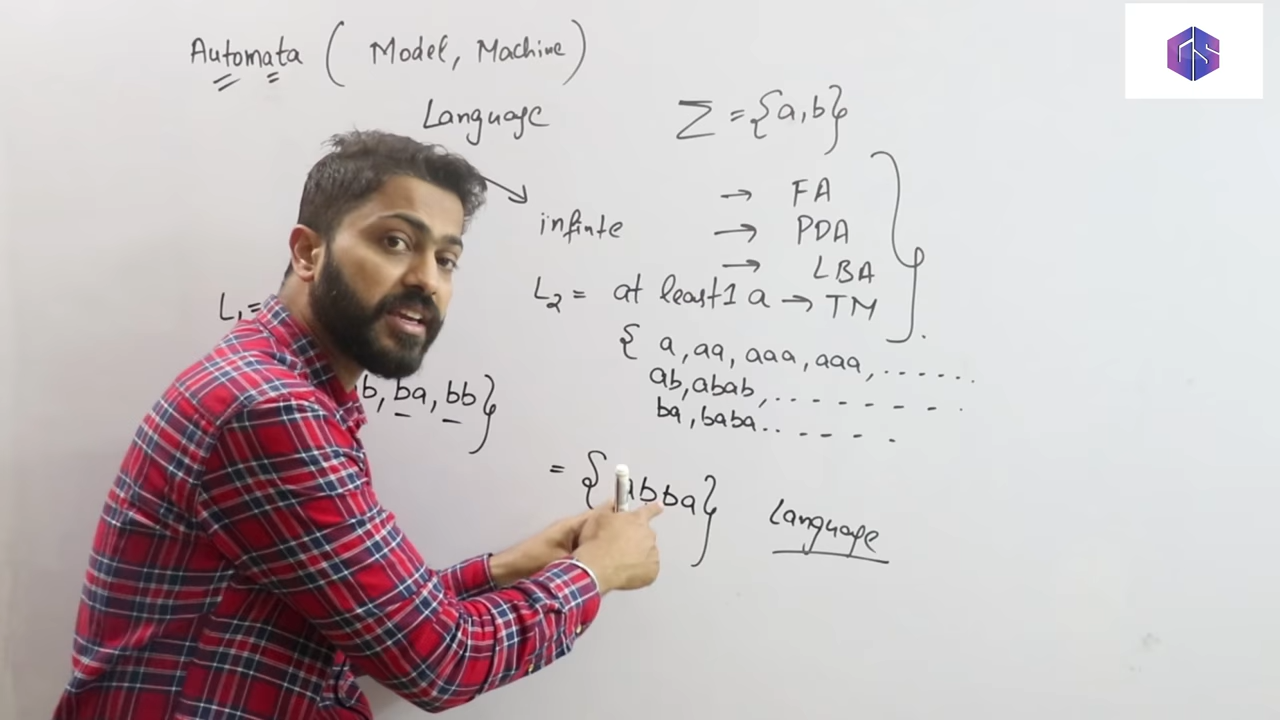 Automata ( Model, Machine )
Language
Σ = {a,b}
→ FA
infinte → PDA
→ LBA
L₁ =
L₂ = at least 1 a → TM
{ a, aa, aaa, aaa, ......
ab, abab, .........
b, ba, bb}
ba, baba.. - - - -
= { abba}
Language